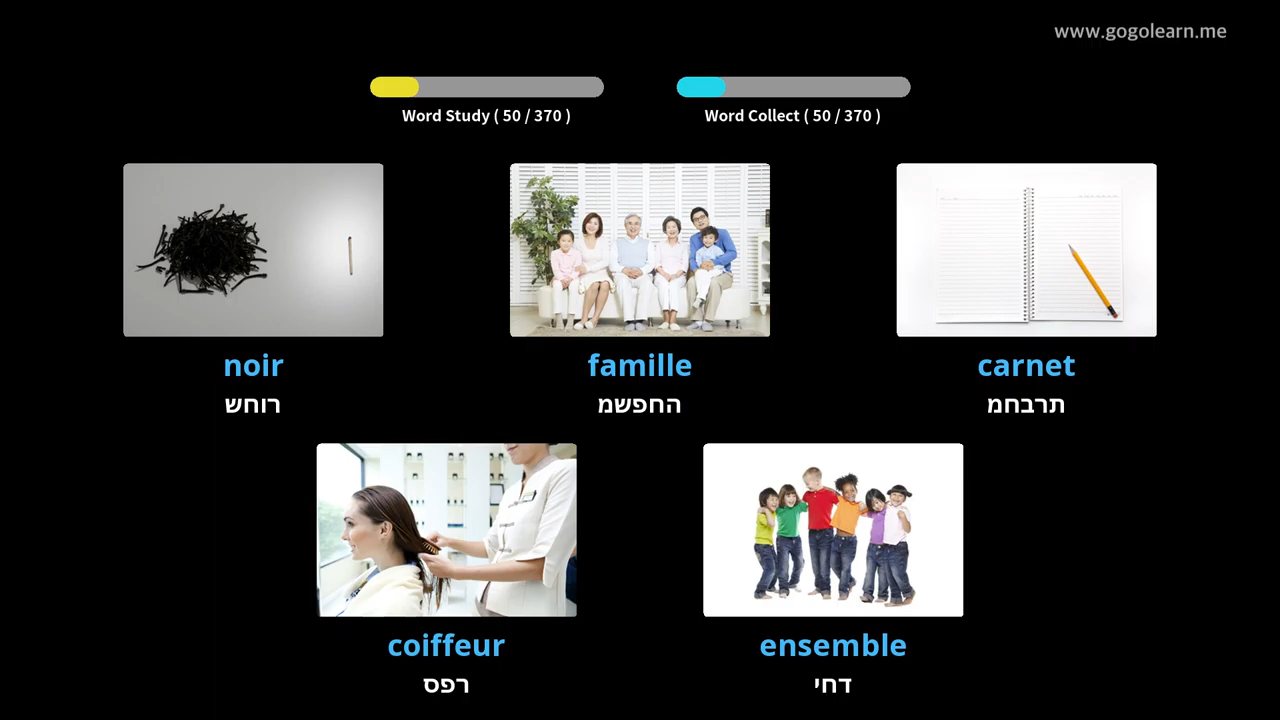 www.gogolearn.me
Word Study ( 50 / 370 )
Word Collect ( 50 / 370 )
noir
רוחש
famille
החפשמ
carnet
תרבחמ
coiffeur
רפס
ensemble
דחי